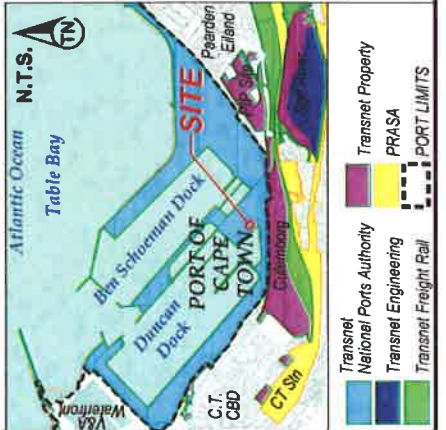 Atlantic Ocean
N.T.S.
TN
Table Bay
V&A
Waterfront
Ben Schoeman Dock
Duncan
Dock
SITE
Paarden
Eiland
PORT OF
CAPE
TOWN
C.T.
CBD
Culemborg
CT Stn
Transnet
National Ports Authority
Transnet Engineering
Transnet Freight Rail
Transnet Property
PRASA
PORT LIMITS